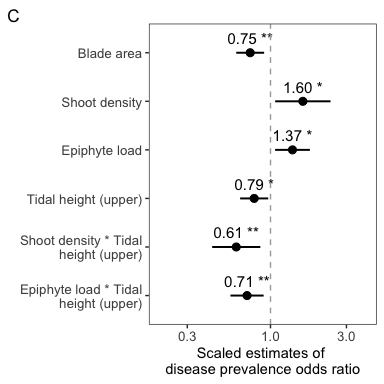 C
Blade area
0.75 **
Shoot density
1.60 *
Epiphyte load
1.37 *
Tidal height (upper)
0.79 *
Shoot density * Tidal
height (upper)
0.61 **
Epiphyte load * Tidal
height (upper)
0.71 **
0.3 1.0 3.0
Scaled estimates of
disease prevalence odds ratio